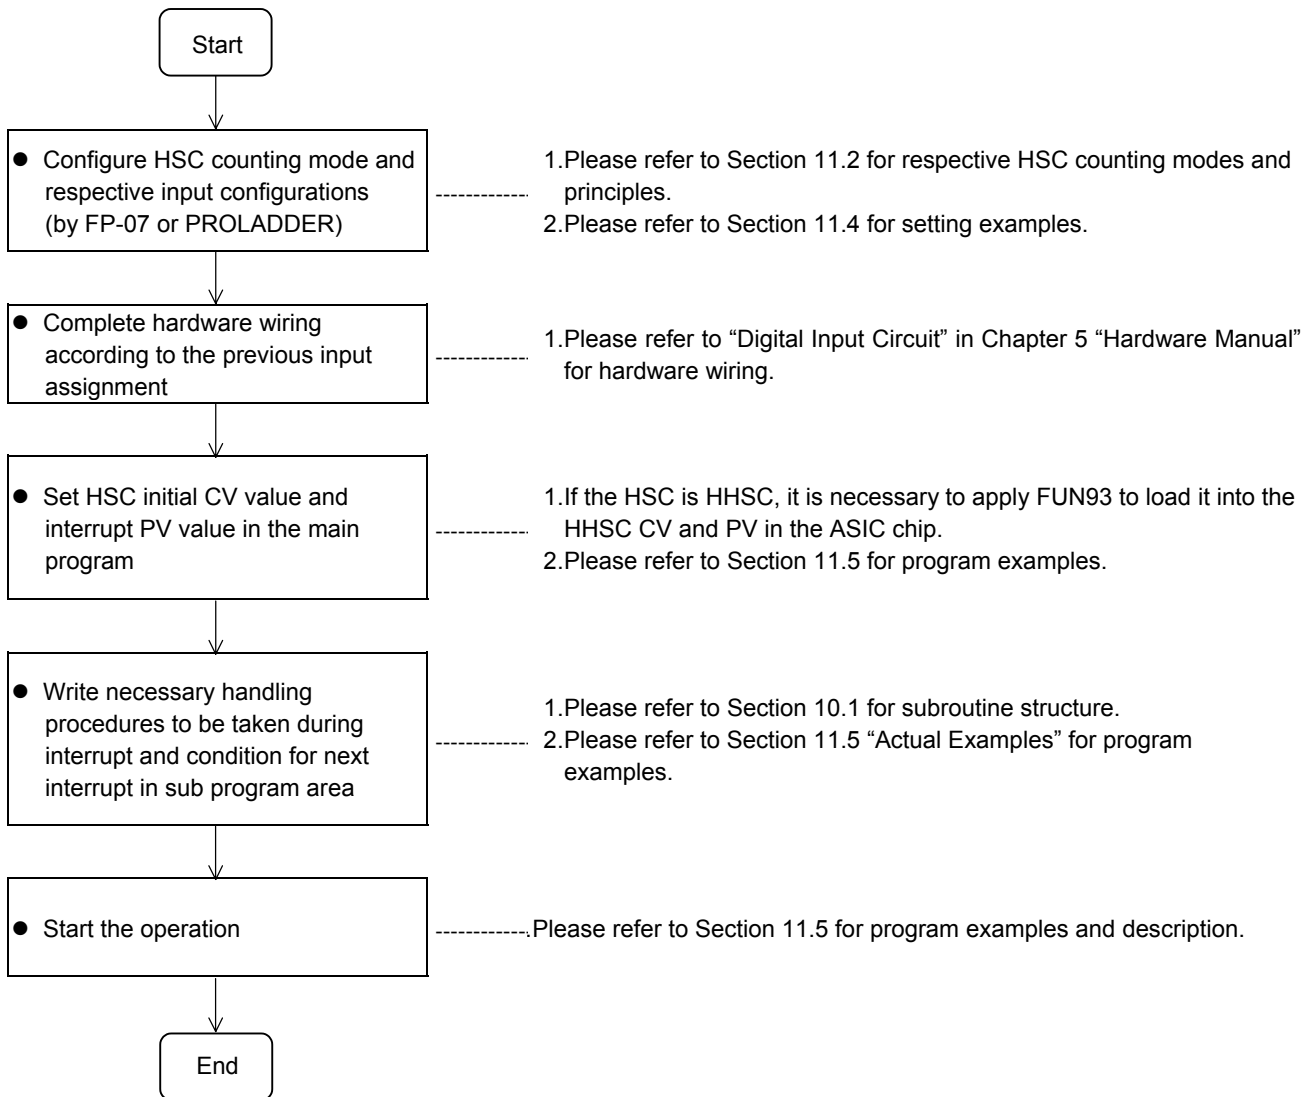 Start
● Configure HSC counting mode and
respective input configurations
(by FP-07 or PROLADDER)
1.Please refer to Section 11.2 for respective HSC counting modes and
principles.
2.Please refer to Section 11.4 for setting examples.
● Complete hardware wiring
according to the previous input
assignment
1.Please refer to “Digital Input Circuit” in Chapter 5 “Hardware Manual”
for hardware wiring.
● Set HSC initial CV value and
interrupt PV value in the main
program
1.If the HSC is HHSC, it is necessary to apply FUN93 to load it into the
HHSC CV and PV in the ASIC chip.
2.Please refer to Section 11.5 for program examples.
● Write necessary handling
procedures to be taken during
interrupt and condition for next
interrupt in sub program area
1.Please refer to Section 10.1 for subroutine structure.
2.Please refer to Section 11.5 “Actual Examples” for program
examples.
● Start the operation
.Please refer to Section 11.5 for program examples and description.
End